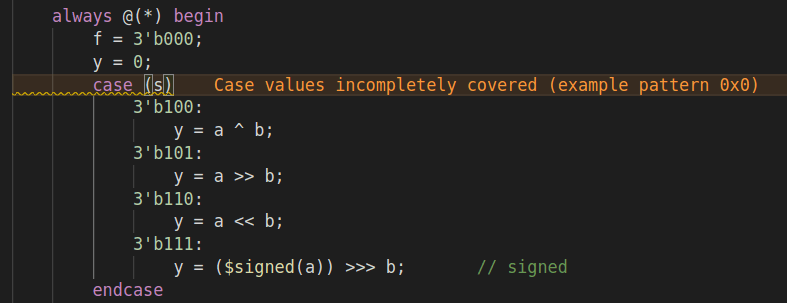 always @(*) begin
f = 3'b000;
y = 0;
case (s) Case values incompletely covered (example pattern 0x0)
3'b100:
y = a ^ b;
3'b101:
y = a >> b;
3'b110:
y = a << b;
3'b111:
y = ($signed(a)) >>> b; // signed
endcase